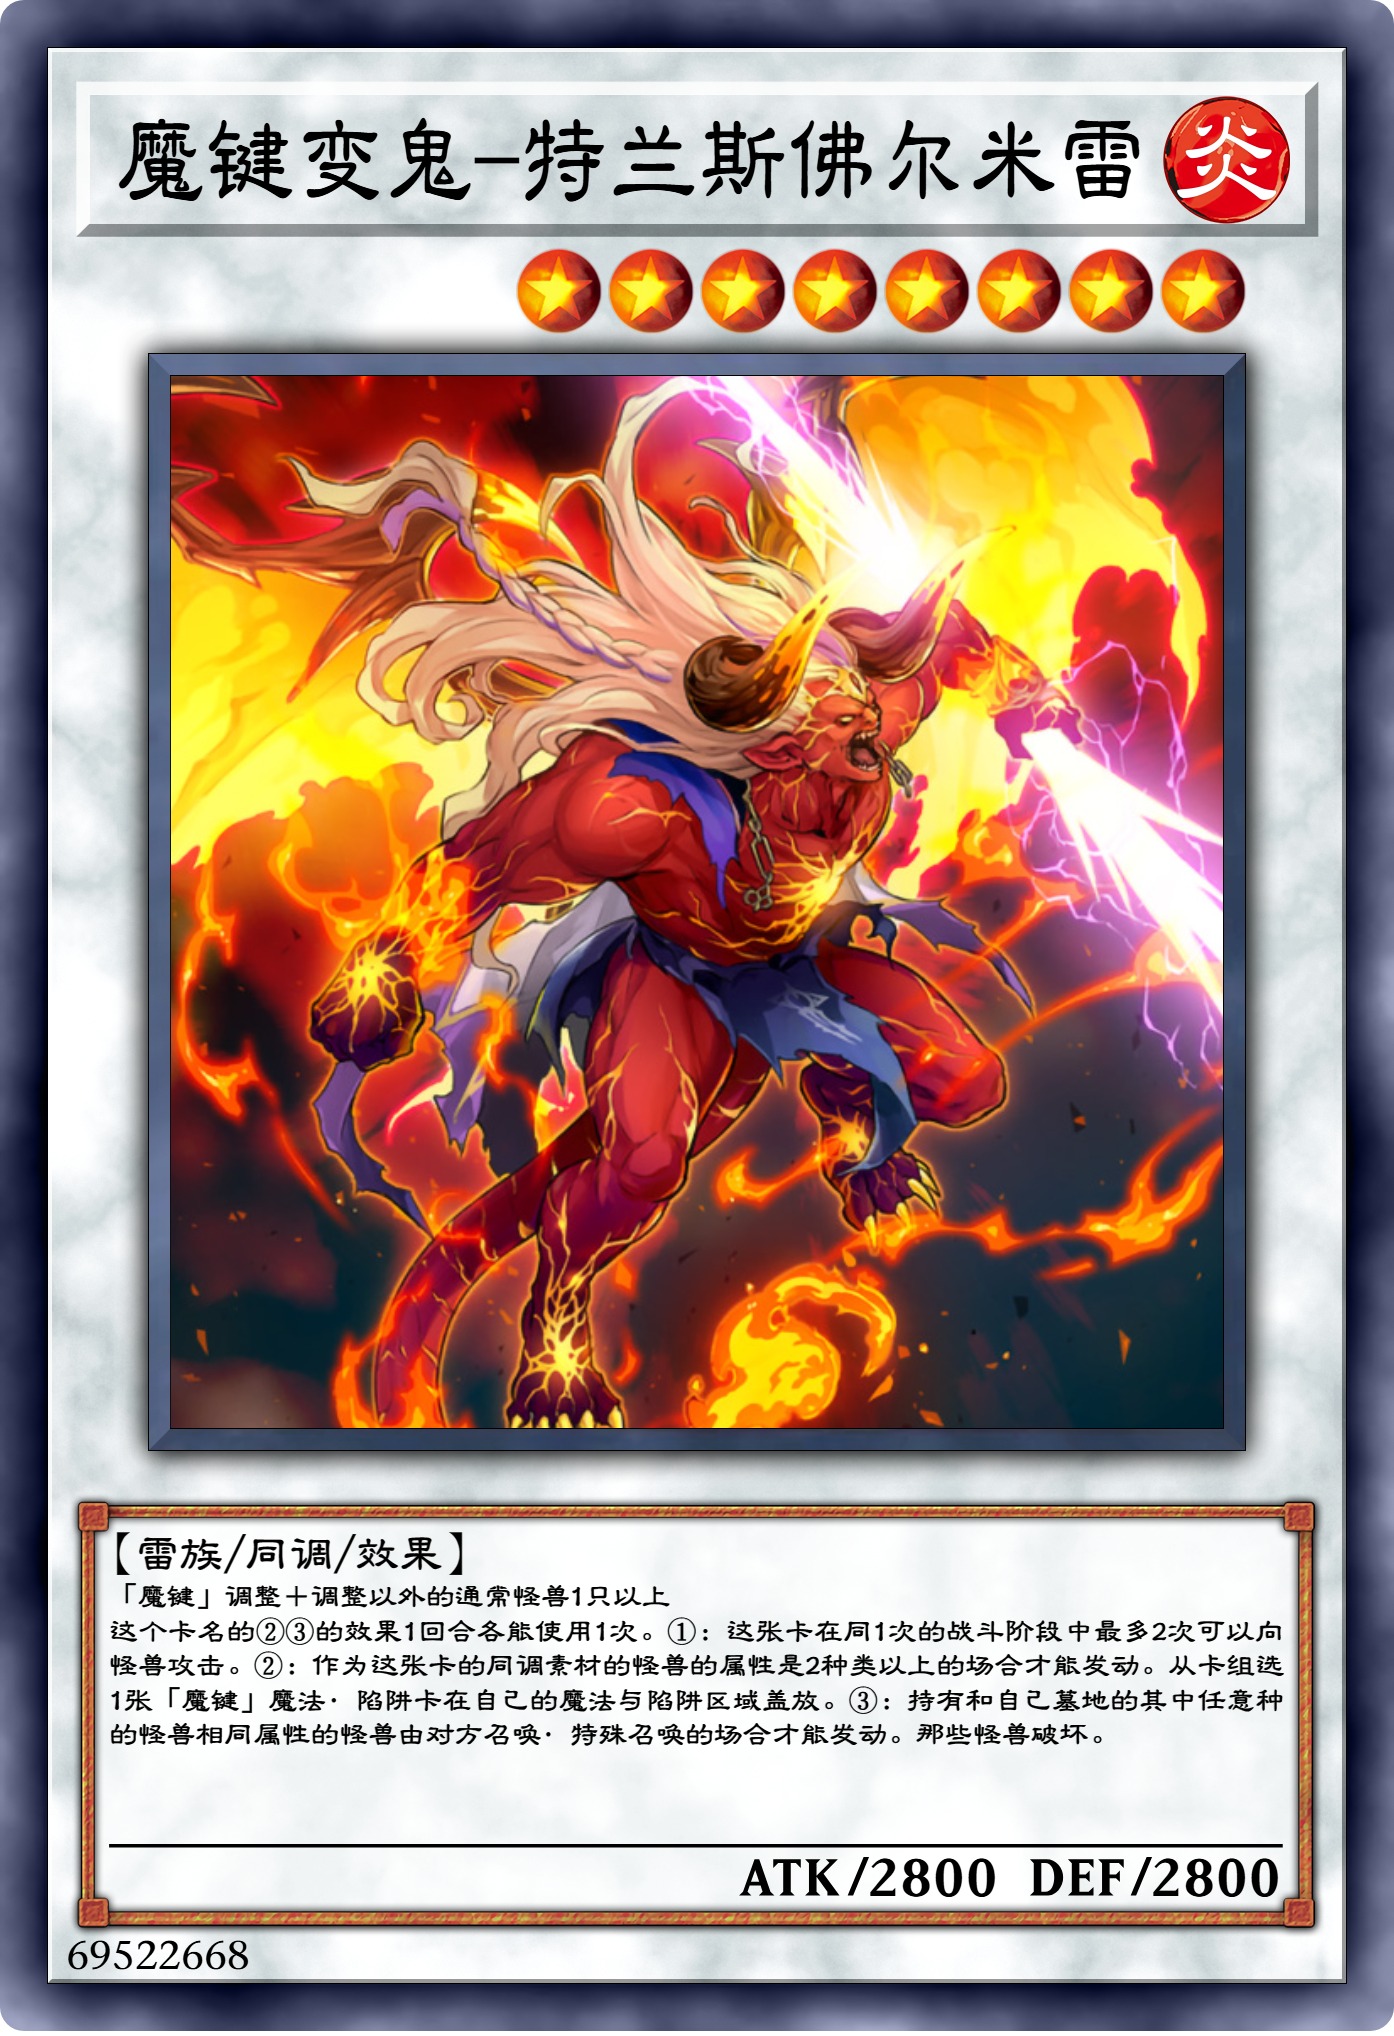 魔键变鬼-特兰斯佛尔米雷
炎
【雷族/同调/效果】
「魔键」调整＋调整以外的通常怪兽1只以上
这个卡名的②③的效果1回合各能使用1次。①：这张卡在同1次的战斗阶段中最多2次可以向
怪兽攻击。②：作为这张卡的同调素材的怪兽的属性是2种类以上的场合才能发动。从卡组选
1张「魔键」魔法·陷阱卡在自己的魔法与陷阱区域盖放。③：持有和自己墓地的其中任意种
的怪兽相同属性的怪兽由对方召唤·特殊召唤的场合才能发动。那些怪兽破坏。
ATK/2800 DEF/2800
69522668